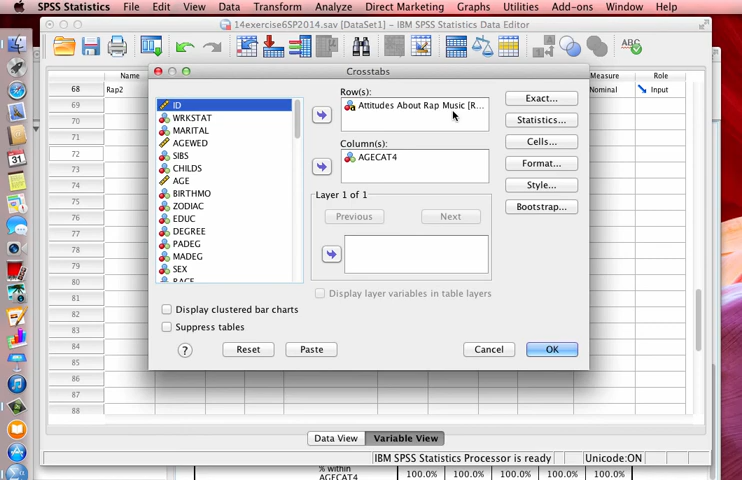 SPSS Statistics File Edit View Data Transform Analyze Direct Marketing Graphs Utilities Add-ons Window Help
14exercise6SP2014.sav [DataSet1] - IBM SPSS Statistics Data Editor
ABC
Name Measure Role
68 Rap2 Nominal Input
69
70
71
72
73
74
75
76
77
78
79
80
81
82
83
84
85
86
87
88
Crosstabs
ID
WRKSTAT
MARITAL
AGEWED
SIBS
CHILDS
AGE
BIRTHMO
ZODIAC
EDUC
DEGREE
PADEG
MADEG
SEX
RACE
Row(s):
Attitudes About Rap Music [R...
Column(s):
AGECAT4
Layer 1 of 1
Previous Next
Display layer variables in table layers
Exact...
Statistics...
Cells...
Format...
Style...
Bootstrap...
Display clustered bar charts
Suppress tables
? Reset Paste Cancel OK
Data View Variable View
IBM SPSS Statistics Processor is ready Unicode:ON
% within
AGECAT4 100.0% 100.0% 100.0% 100.0% 100.0%
31